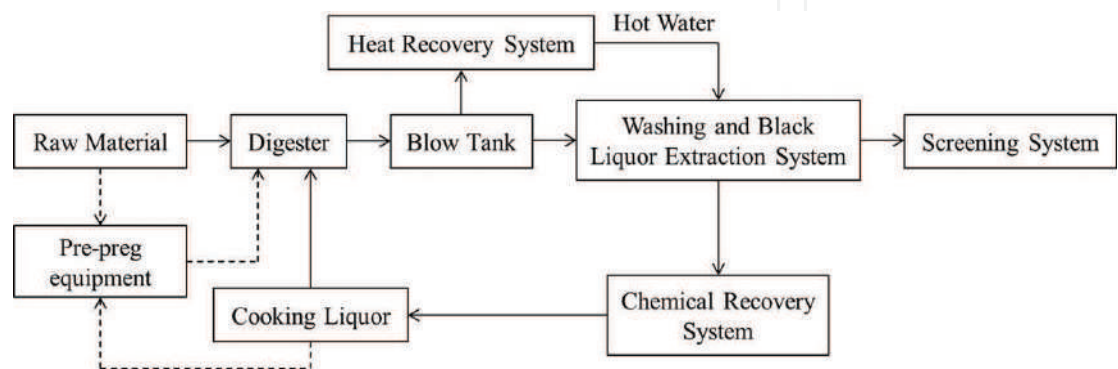 Heat Recovery System
Hot Water
Raw Material
Digester
Blow Tank
Washing and Black
Liquor Extraction System
Screening System
Pre-preg
equipment
Cooking Liquor
Chemical Recovery
System